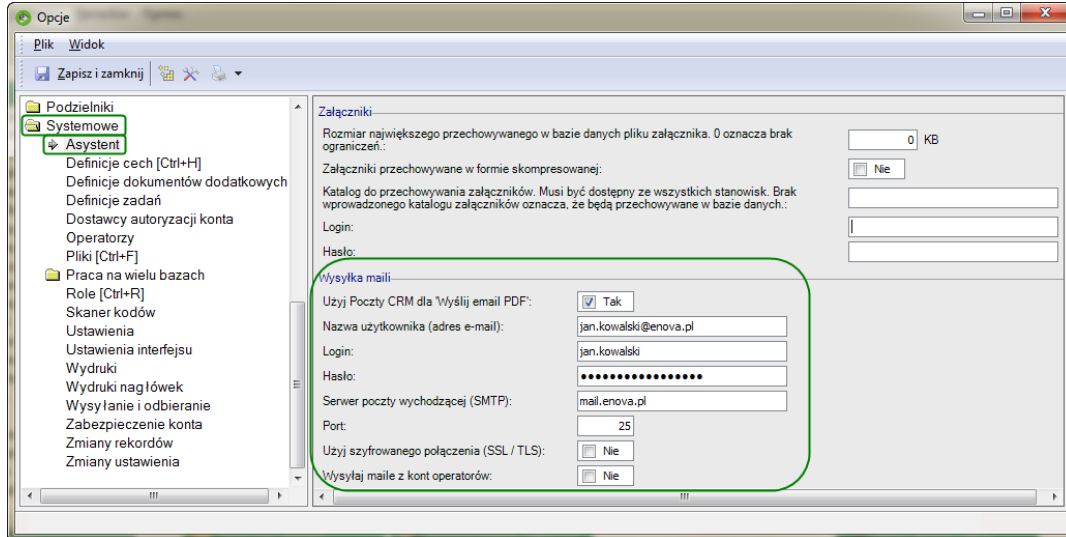 Opcje
Plik Widok
Zapisz i zamknij
Podzielniki
Systemowe
Asystent
Definicje cech [Ctrl+H]
Definicje dokumentów dodatkowych
Definicje zadań
Dostawcy autoryzacji konta
Operatorzy
Pliki [Ctrl+F]
Praca na wielu bazach
Role [Ctrl+R]
Skaner kodów
Ustawienia
Ustawienia interfejsu
Wydruki
Wydruki nagłówek
Wysyłanie i odbieranie
Zabezpieczenie konta
Zmiany rekordów
Zmiany ustawienia
Załączniki
Rozmiar największego przechowywanego w bazie danych pliku załącznika. 0 oznacza brak
ograniczeń.: 0 KB
Załączniki przechowywane w formie skompresowanej: Nie
Katalog do przechowywania załączników. Musi być dostępny ze wszystkich stanowisk. Brak
wprowadzonego katalogu załączników oznacza, że będą przechowywane w bazie danych.:
Login:
Hasło:
Wysyłka maili
Użyj Poczty CRM dla 'Wyślij email PDF': Tak
Nazwa użytkownika (adres e-mail): jan.kowalski@enova.pl
Login: jan.kowalski
Hasło: •••••••••••••••••
Serwer poczty wychodzącej (SMTP): mail.enova.pl
Port: 25
Użyj szyfrowanego połączenia (SSL / TLS): Nie
Wysyłaj maile z kont operatorów: Nie